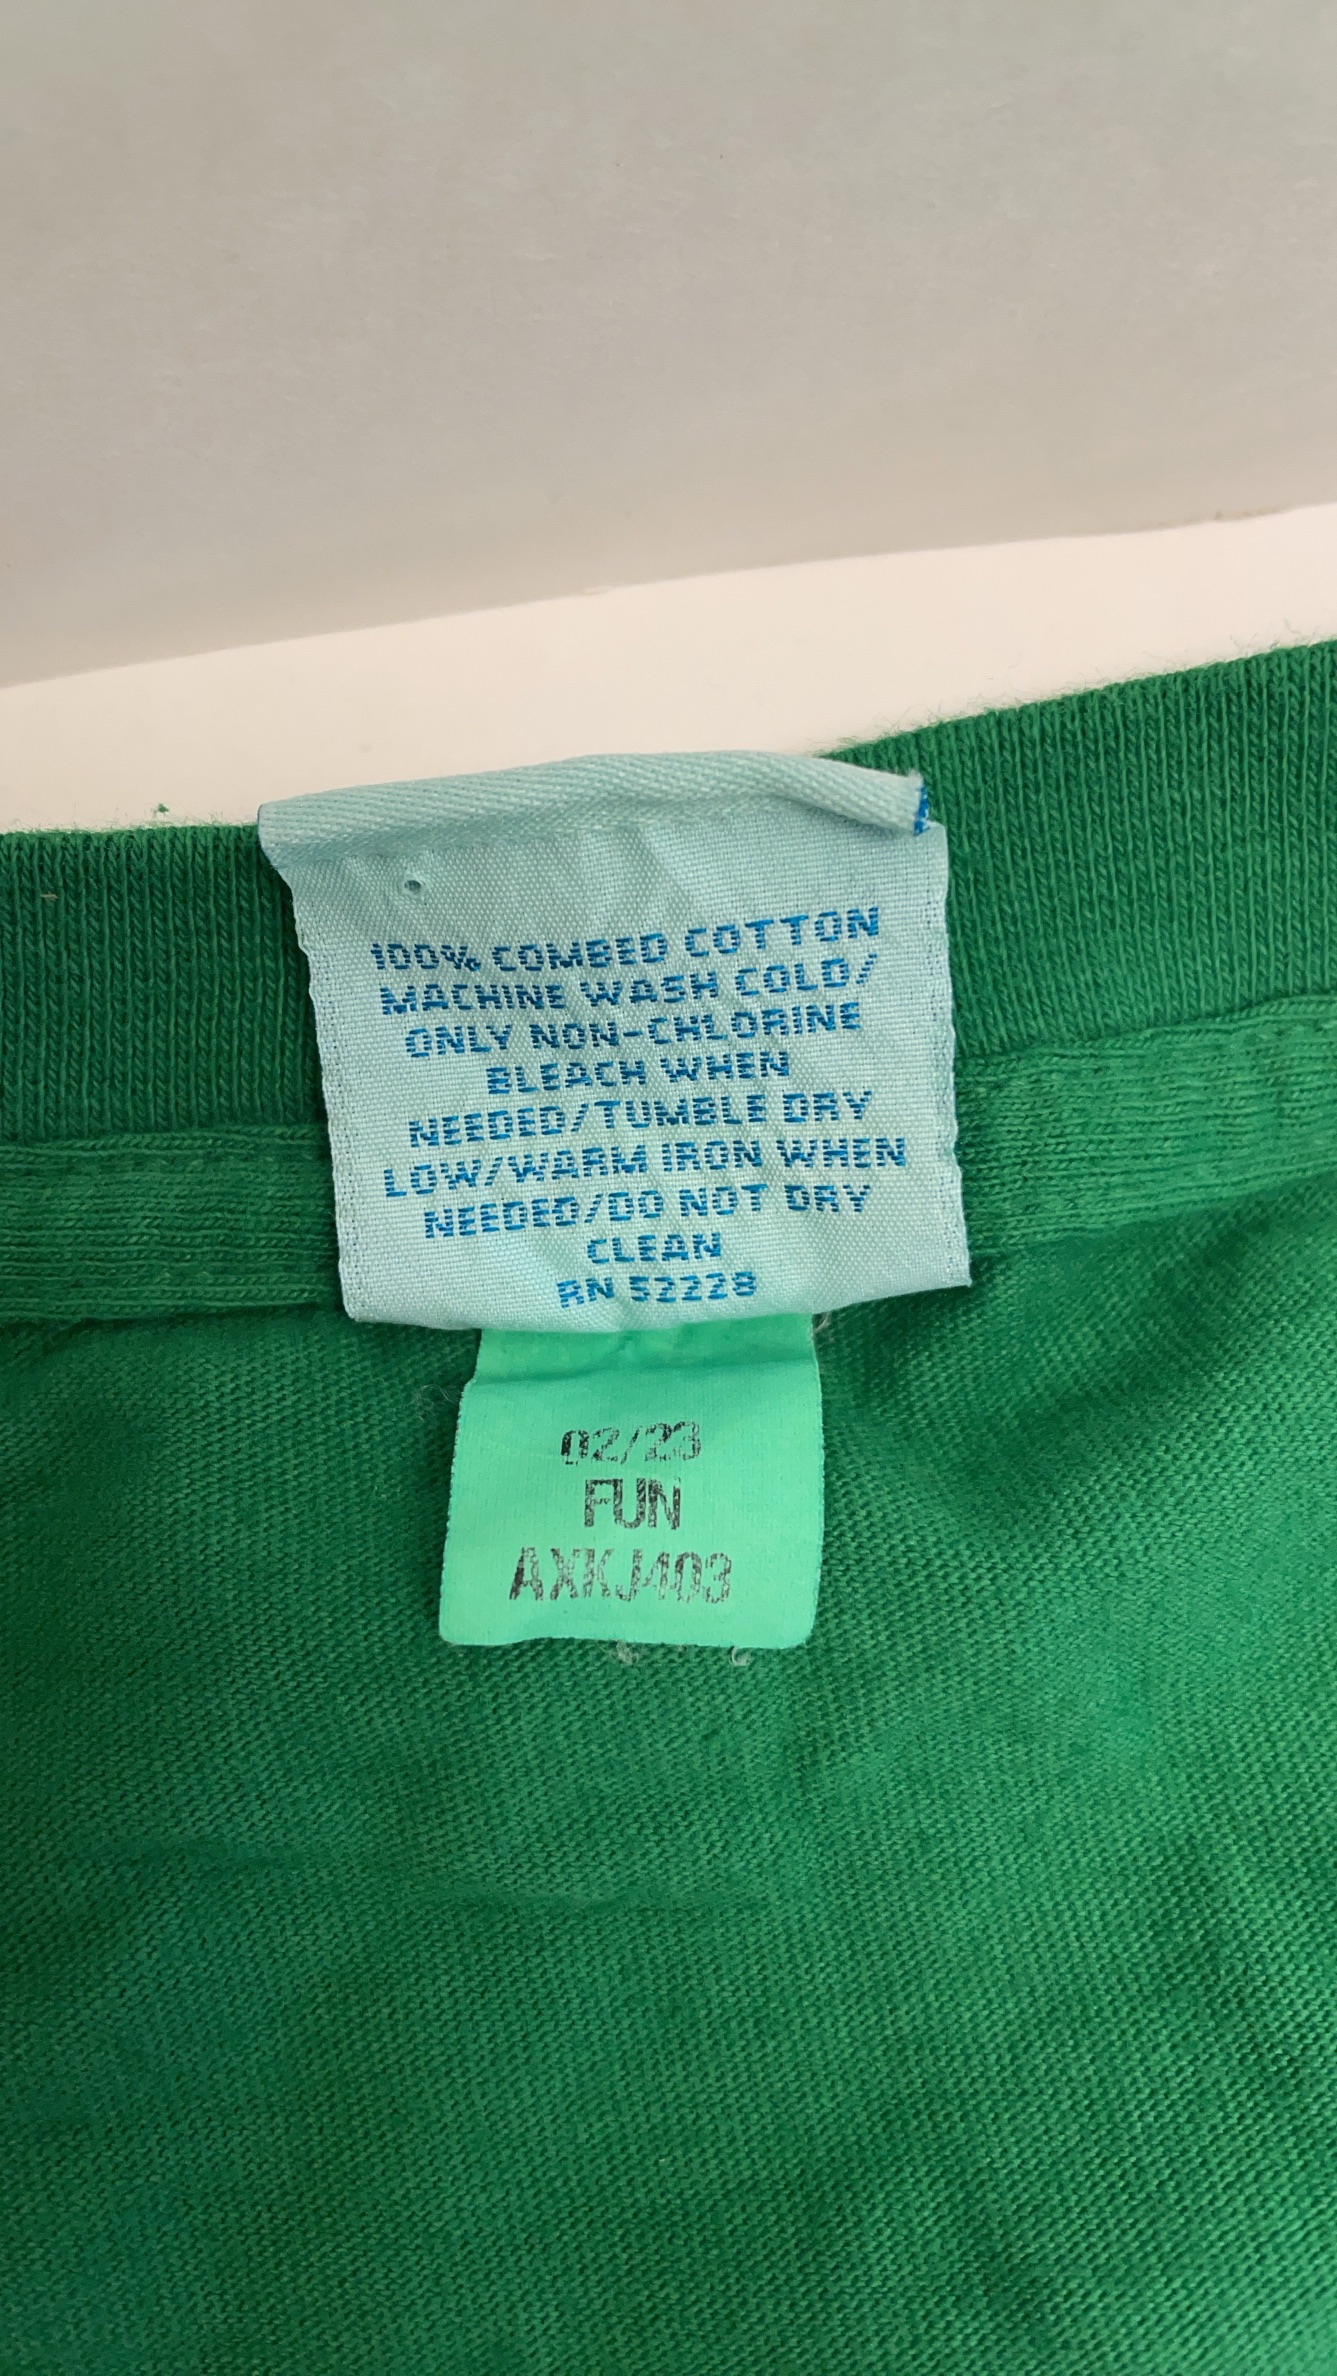 100% COMBED COTTON
MACHINE WASH COLD/
ONLY NON-CHLORINE
BLEACH WHEN
NEEDED/TUMBLE DRY
LOW/WARM IRON WHEN
NEEDED/DO NOT DRY
CLEAN
RN 52228
02/23
FUN
AXKJ403